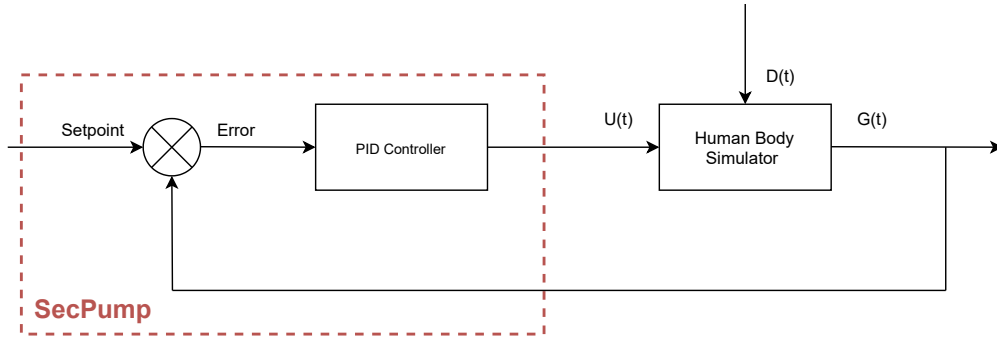 D(t)
Setpoint
Error
PID Controller
U(t)
Human Body
Simulator
G(t)
SecPump